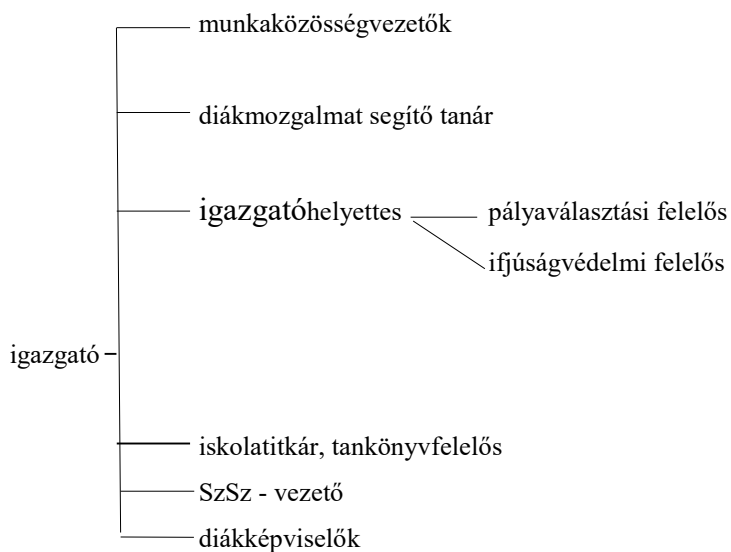 munkaközösségvezetők
diákmozgalmat segítő tanár
igazgatóhelyettes
pályaválasztási felelős
ifjúságvédelmi felelős
igazgató
iskolatitkár, tankönyvfelelős
SzSz - vezető
diákképviselők